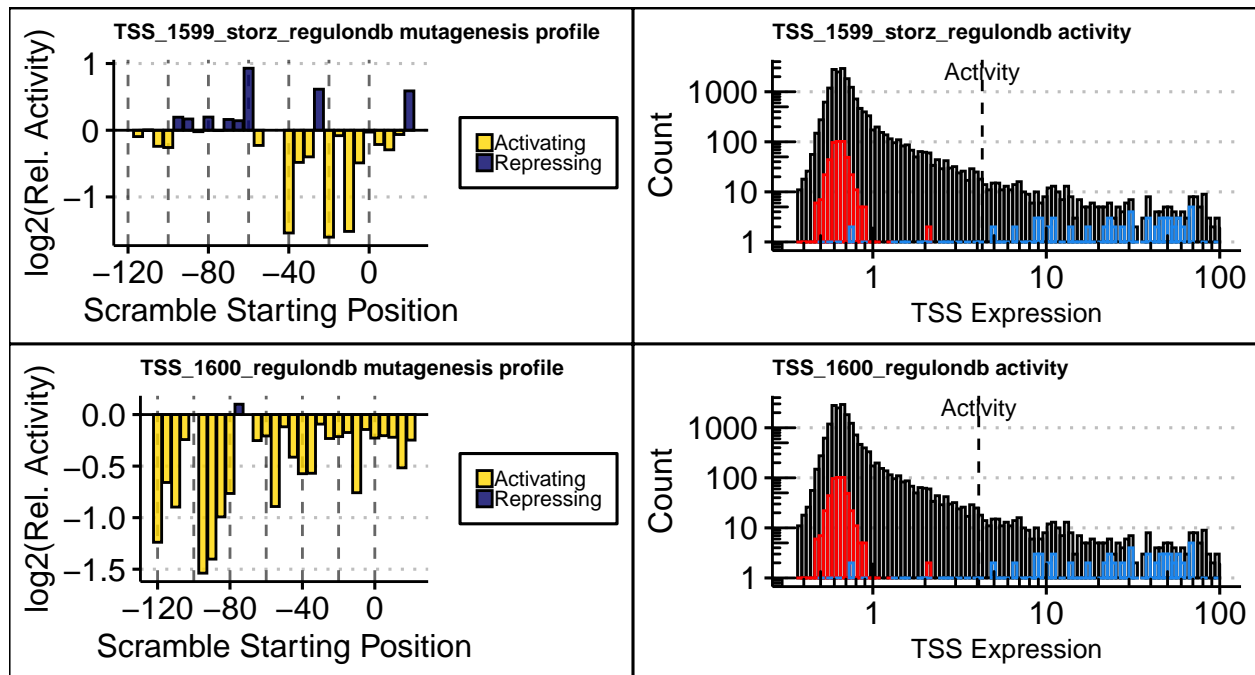 TSS_1599_storz_regulondb mutagenesis profile
log2(Rel. Activity)
1
0
−1
−120
−80
−40
0
Scramble Starting Position
Activating
Repressing
TSS_1599_storz_regulondb activity
Activity
Count
1000
100
10
1
1
10
100
TSS Expression
TSS_1600_regulondb mutagenesis profile
log2(Rel. Activity)
0.0
−0.5
−1.0
−1.5
−120
−80
−40
0
Scramble Starting Position
Activating
Repressing
TSS_1600_regulondb activity
Activity
Count
1000
100
10
1
1
10
100
TSS Expression